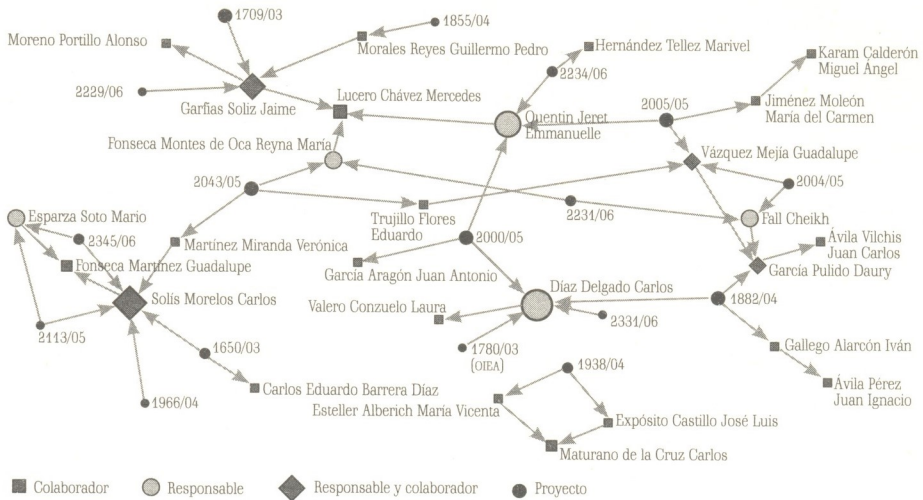 1709/03
1855/04
Moreno Portillo Alonso
Morales Reyes Guillermo Pedro
Hernández Tellez Marivel
Karam Calderón
Miguel Ángel
2234/06
2229/06
Garfias Soliz Jaime
Lucero Chávez Mercedes
2005/05
Jiménez Moleón
María del Carmen
Quentin Jeret
Emmanuelle
Fonseca Montes de Oca Reyna María
Vázquez Mejía Guadalupe
2043/05
2004/05
Esparza Soto Mario
Trujillo Flores
Eduardo
2231/06
Fall Cheikh
2345/06
Martínez Miranda Verónica
2000/05
Ávila Vilchis
Juan Carlos
Fonseca Martínez Guadalupe
García Aragón Juan Antonio
García Pulido Daury
Solís Morelos Carlos
Díaz Delgado Carlos
Valero Conzuelo Laura
1882/04
2113/05
1650/03
1780/03
(OIEA)
2331/06
Gallego Alarcón Iván
1938/04
Carlos Eduardo Barrera Díaz
Ávila Pérez
Juan Ignacio
1966/04
Esteller Alberich María Vicenta
Expósito Castillo José Luis
Maturano de la Cruz Carlos
Colaborador
Responsable
Responsable y colaborador
Proyecto